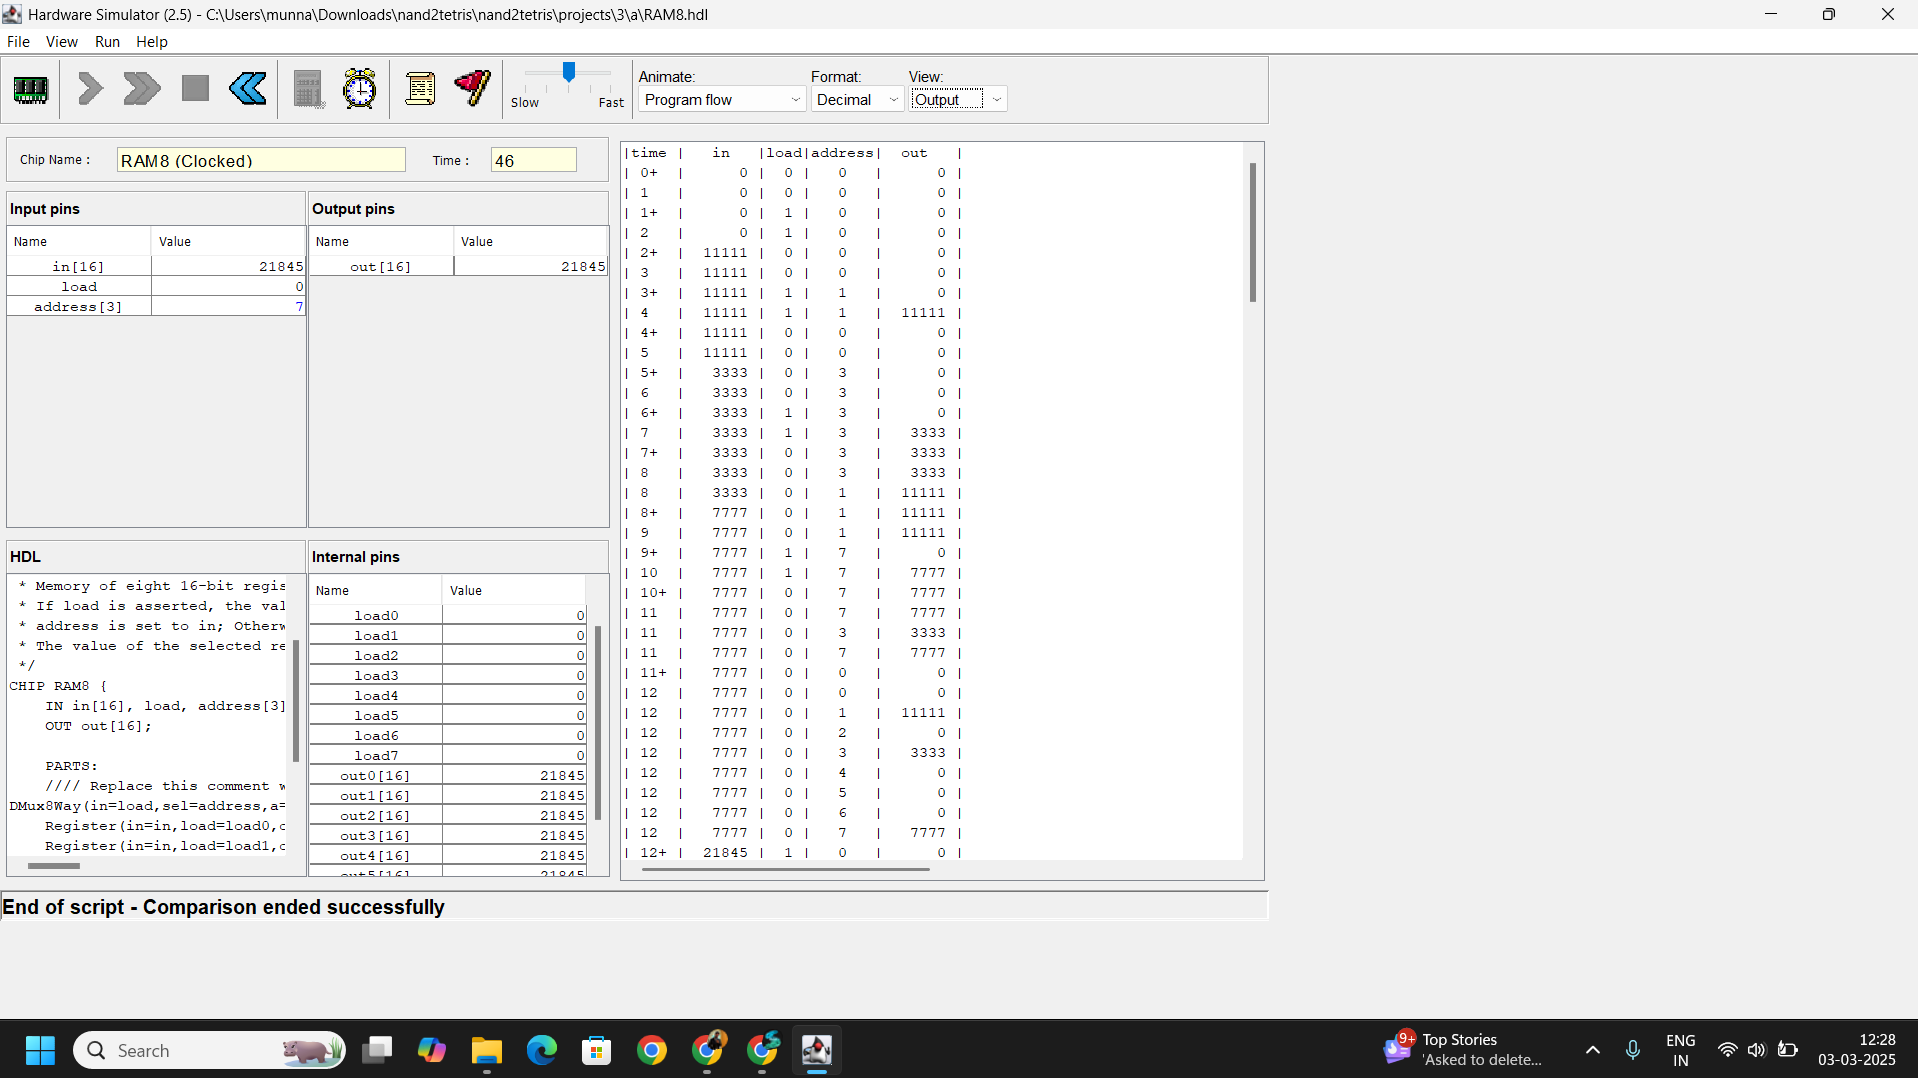 Hardware Simulator (2.5) - C:\Users\munna\Downloads\nand2tetris\nand2tetris\projects\3\a\RAM8.hdl
File View Run Help
Slow Fast
Animate: Format: View:
Program flow Decimal Output
Chip Name : RAM8 (Clocked) Time : 46
Input pins
Name Value
in[16] 21845
load 0
address[3] 7
Output pins
Name Value
out[16] 21845
HDL
* Memory of eight 16-bit regis
* If load is asserted, the val
* address is set to in; Otherw
* The value of the selected re
*/
CHIP RAM8 {
IN in[16], load, address[3]
OUT out[16];
PARTS:
//// Replace this comment w
DMux8Way(in=load,sel=address,a=
Register(in=in,load=load0,o
Register(in=in,load=load1,o
Internal pins
Name Value
load0 0
load1 0
load2 0
load3 0
load4 0
load5 0
load6 0
load7 0
out0[16] 21845
out1[16] 21845
out2[16] 21845
out3[16] 21845
out4[16] 21845
out5[16] 21845
|time | in |load|address| out |
| 0+ | 0 | 0 | 0 | 0 |
| 1 | 0 | 0 | 0 | 0 |
| 1+ | 0 | 1 | 0 | 0 |
| 2 | 0 | 1 | 0 | 0 |
| 2+ | 11111 | 0 | 0 | 0 |
| 3 | 11111 | 0 | 0 | 0 |
| 3+ | 11111 | 1 | 1 | 0 |
| 4 | 11111 | 1 | 1 | 11111 |
| 4+ | 11111 | 0 | 0 | 0 |
| 5 | 11111 | 0 | 0 | 0 |
| 5+ | 3333 | 0 | 3 | 0 |
| 6 | 3333 | 0 | 3 | 0 |
| 6+ | 3333 | 1 | 3 | 0 |
| 7 | 3333 | 1 | 3 | 3333 |
| 7+ | 3333 | 0 | 3 | 3333 |
| 8 | 3333 | 0 | 3 | 3333 |
| 8 | 3333 | 0 | 1 | 11111 |
| 8+ | 7777 | 0 | 1 | 11111 |
| 9 | 7777 | 0 | 1 | 11111 |
| 9+ | 7777 | 1 | 7 | 0 |
| 10 | 7777 | 1 | 7 | 7777 |
| 10+ | 7777 | 0 | 7 | 7777 |
| 11 | 7777 | 0 | 7 | 7777 |
| 11 | 7777 | 0 | 3 | 3333 |
| 11 | 7777 | 0 | 7 | 7777 |
| 11+ | 7777 | 0 | 0 | 0 |
| 12 | 7777 | 0 | 0 | 0 |
| 12 | 7777 | 0 | 1 | 11111 |
| 12 | 7777 | 0 | 2 | 0 |
| 12 | 7777 | 0 | 3 | 3333 |
| 12 | 7777 | 0 | 4 | 0 |
| 12 | 7777 | 0 | 5 | 0 |
| 12 | 7777 | 0 | 6 | 0 |
| 12 | 7777 | 0 | 7 | 7777 |
| 12+ | 21845 | 1 | 0 | 0 |
End of script - Comparison ended successfully
Search
9+
Top Stories
'Asked to delete...
ENG
IN
12:28
03-03-2025